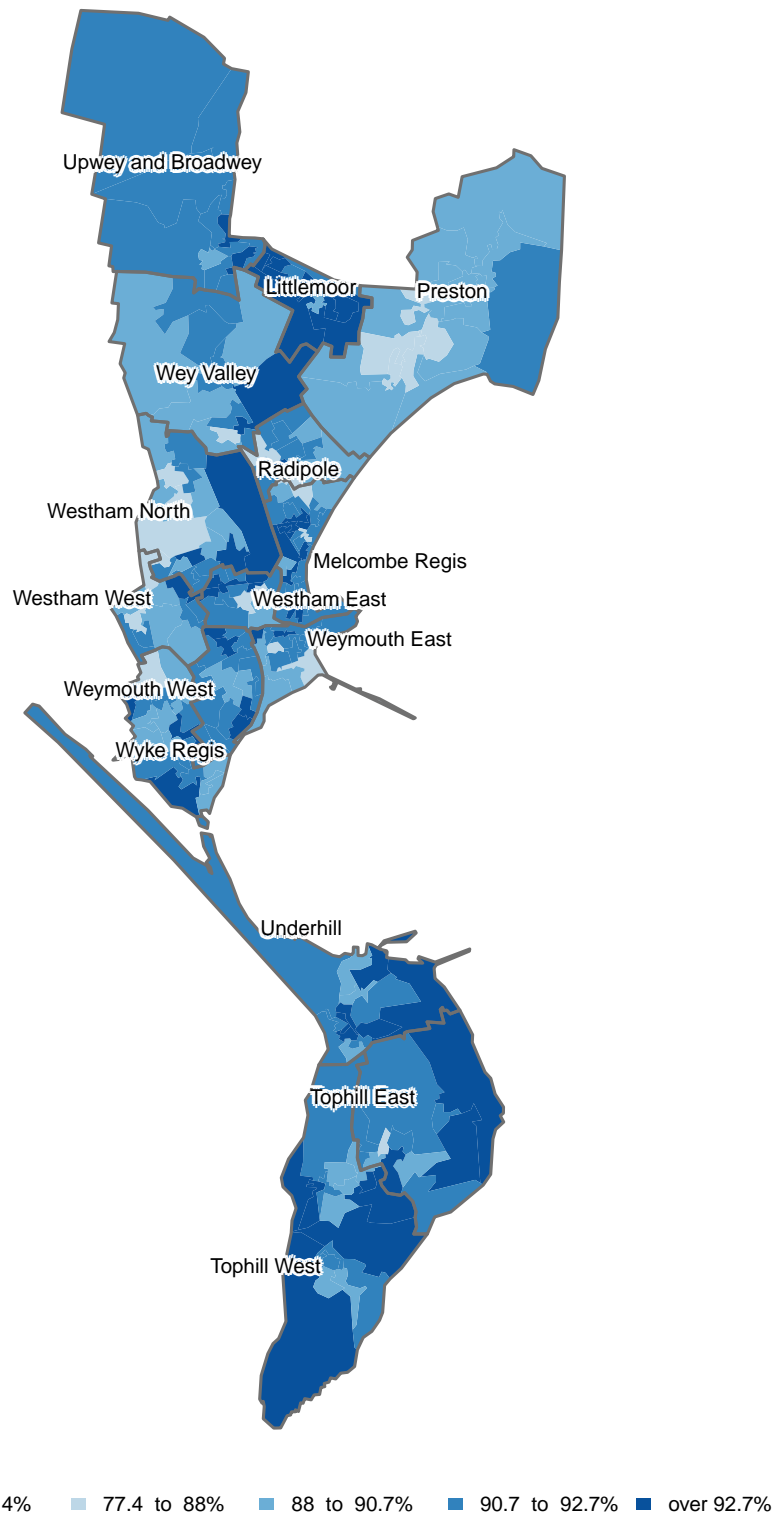 Upwey and Broadwey
Littlemoor
Preston
Wey Valley
Radipole
Westham North
Melcombe Regis
Westham West
Westham East
Weymouth East
Weymouth West
Wyke Regis
Underhill
Tophill East
Tophill West
4% 77.4 to 88% 88 to 90.7% 90.7 to 92.7% over 92.7%